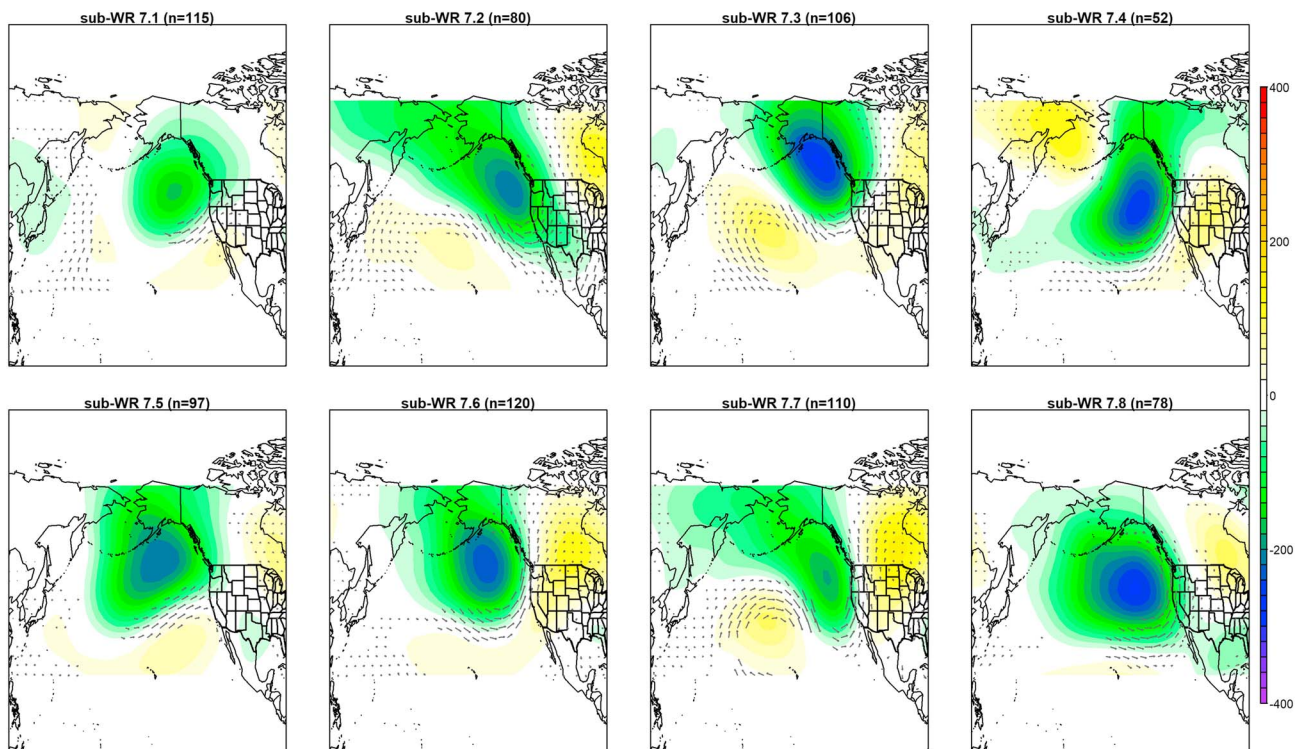 sub-WR 7.1 (n=115)
sub-WR 7.2 (n=80)
sub-WR 7.3 (n=106)
sub-WR 7.4 (n=52)
400
200
0
-200
-400
sub-WR 7.5 (n=97)
sub-WR 7.6 (n=120)
sub-WR 7.7 (n=110)
sub-WR 7.8 (n=78)